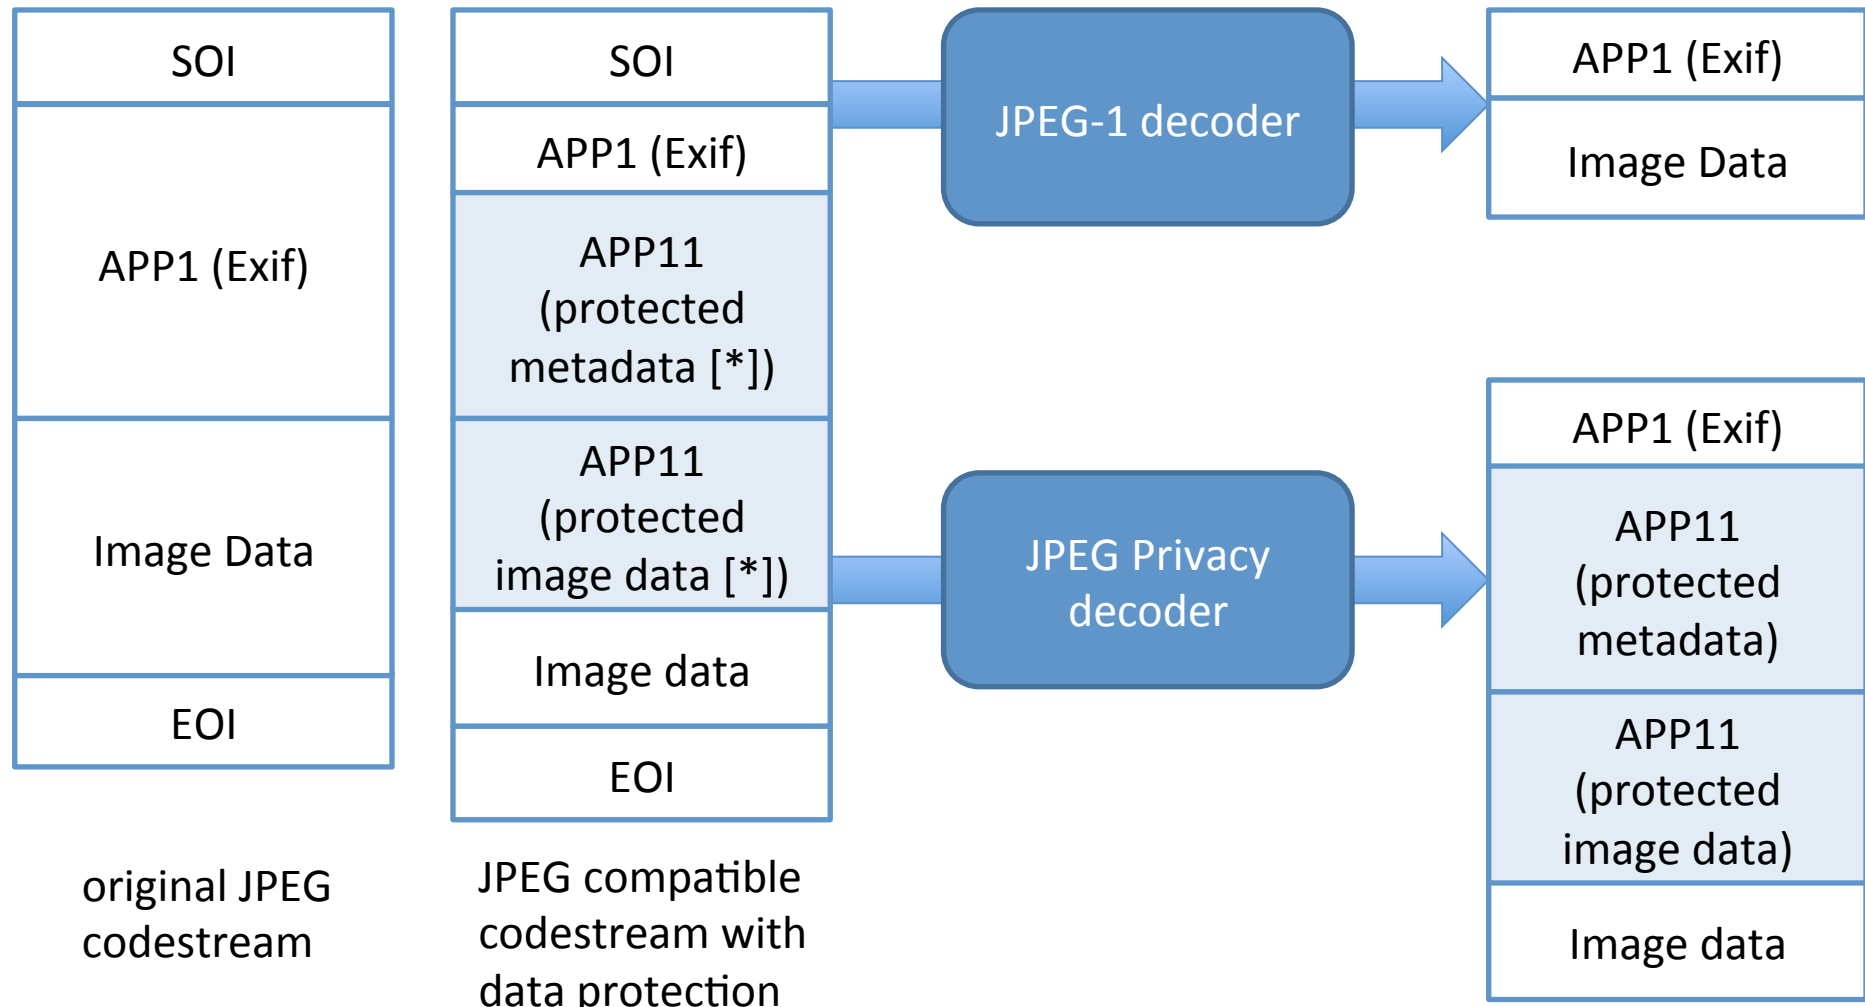 SOI
APP1 (Exif)
Image Data
EOI
original JPEG
codestream
SOI
APP1 (Exif)
APP11
(protected
metadata [*])
APP11
(protected
image data [*])
Image data
EOI
JPEG compatible
codestream with
data protection
JPEG-1 decoder
JPEG Privacy
decoder
APP1 (Exif)
Image Data
APP1 (Exif)
APP11
(protected
metadata)
APP11
(protected
image data)
Image data